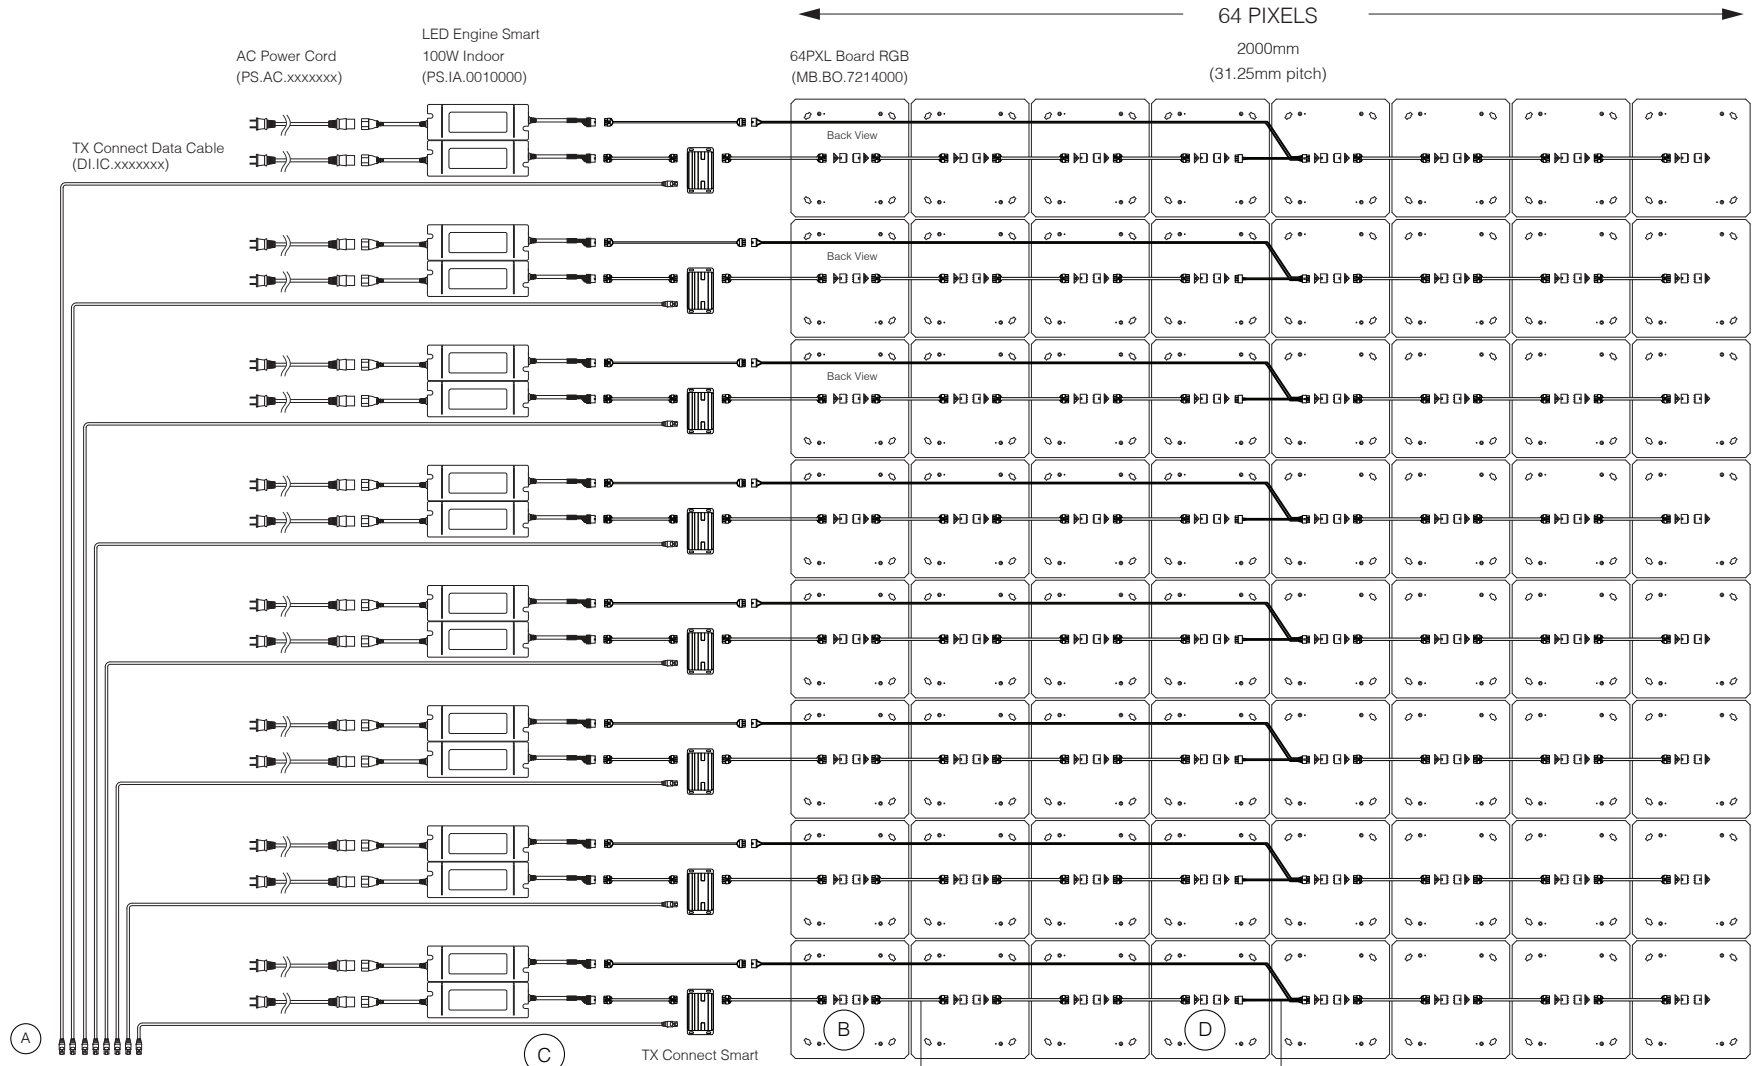 64 PIXELS
2000mm
(31.25mm pitch)
LED Engine Smart
100W Indoor
(PS.IA.0010000)
AC Power Cord
(PS.AC.xxxxxxx)
64PXL Board RGB
(MB.BO.7214000)
TX Connect Data Cable
(DI.IC.xxxxxxx)
Back View
Back View
Back View
A
B
C
D
TX Connect Smart